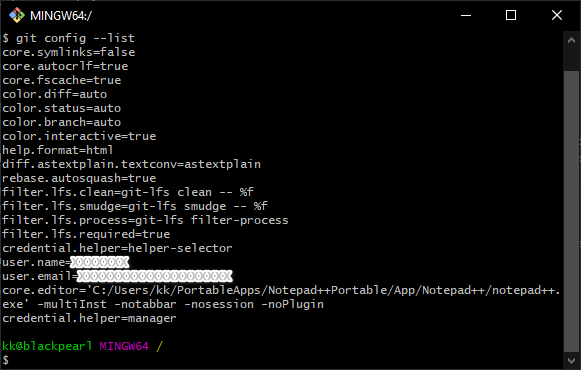 MINGW64:/
$ git config --list
core.symlinks=false
core.autocrlf=true
core.fscache=true
color.diff=auto
color.status=auto
color.branch=auto
color.interactive=true
help.format=html
diff.astextplain.textconv=astextplain
rebase.autosquash=true
filter.lfs.clean=git-lfs clean -- %f
filter.lfs.smudge=git-lfs smudge -- %f
filter.lfs.process=git-lfs filter-process
filter.lfs.required=true
credential.helper=helper-selector
user.name=
user.email=
core.editor='C:/Users/kk/PortableApps/Notepad++Portable/App/Notepad++/notepad++.
exe' -multiInst -notabbar -nosession -noPlugin
credential.helper=manager
kk@blackpearl MINGW64 /
$